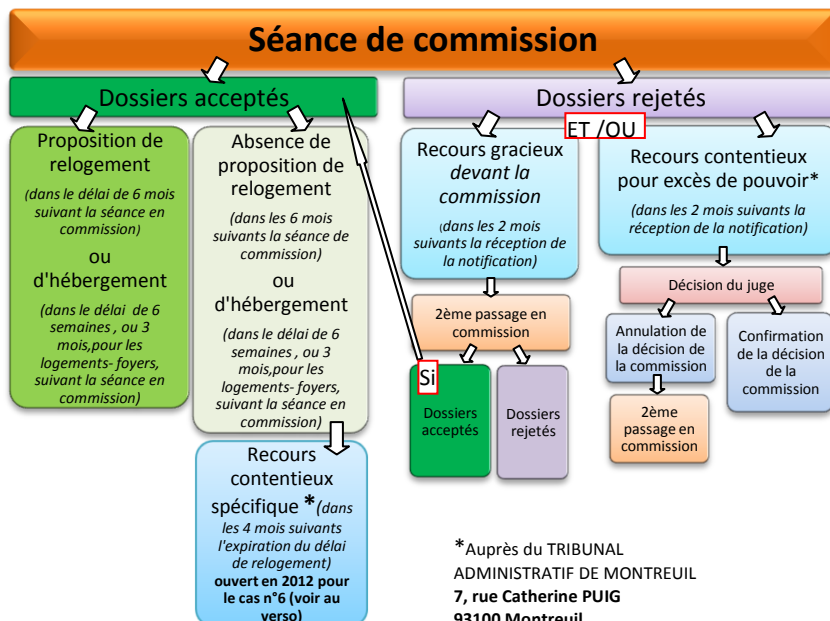 Séance de commission
Dossiers acceptés
Proposition de
relogement
(dans le délai de 6 mois
suivant la séance en
commission)
ou
d'hébergement
(dans le délai de 6
semaines , ou 3
mois,pour les
logements- foyers,
suivant la séance en
commission)
Absence de
proposition de
relogement
(dans les 6 mois
suivants la séance de
commission)
ou
d'hébergement
(dans le délai de 6
semaines , ou 3
mois,pour les
logements- foyers,
suivant la séance en
commission)
Recours
contentieux
spécifique *(dans
les 4 mois suivants
l'expiration du délai
de relogement)
ouvert en 2012 pour
le cas n°6 (voir au
verso)
Dossiers rejetés
ET /OU
Recours gracieux
devant la
commission
(dans les 2 mois
suivants la réception de
la notification)
2ème passage en
commission
Si
Dossiers
acceptés
Dossiers
rejetés
Recours contentieux
pour excès de pouvoir*
(dans les 2 mois suivants la
réception de la notification)
Décision du juge
Annulation de
la décision de
la commission
2ème
passage en
commission
Confirmation
de la décision
de la
commission
*Auprès du TRIBUNAL
ADMINISTRATIF DE MONTREUIL
7, rue Catherine PUIG
93100 Montreuil